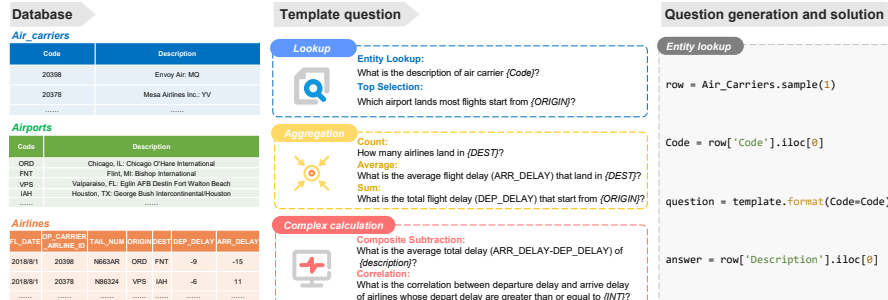 Database
Template question
Question generation and solution
Air_carriers
Code Description
20398 Envoy Air: MQ
20378 Mesa Airlines Inc.: YV
...... ......
Airports
Code Description
ORD Chicago, IL: Chicago O'Hare International
FNT Flint, MI: Bishop International
VPS Valparaiso, FL: Eglin AFB Destin Fort Walton Beach
IAH Houston, TX: George Bush Intercontinental/Houston
...... ......
Airlines
FL_DATE OP_CARRIER_AIRLINE_ID TAIL_NUM ORIGIN DEST DEP_DELAY ARR_DELAY
2018/8/1 20398 N663AR ORD FNT -9 -15
2018/8/1 20378 N86324 VPS IAH -6 11
...... ...... ...... ...... ...... ...... ......
Lookup
Entity Lookup:
What is the description of air carrier {Code}?
Top Selection:
Which airport lands most flights start from {ORIGIN}?
Aggregation
Count:
How many airlines land in {DEST}?
Average:
What is the average flight delay (ARR_DELAY) that land in {DEST}?
Sum:
What is the total flight delay (DEP_DELAY) that start from {ORIGIN}?
Complex calculation
Composite Subtraction:
What is the average total delay (ARR_DELAY-DEP_DELAY) of
{description}?
Correlation:
What is the correlation between departure delay and arrive delay
of airlines whose depart delay are greater than or equal to {INT}?
Entity lookup
row = Air_Carriers.sample(1)
Code = row['Code'].iloc[0]
question = template.format(Code=Code)
answer = row['Description'].iloc[0]